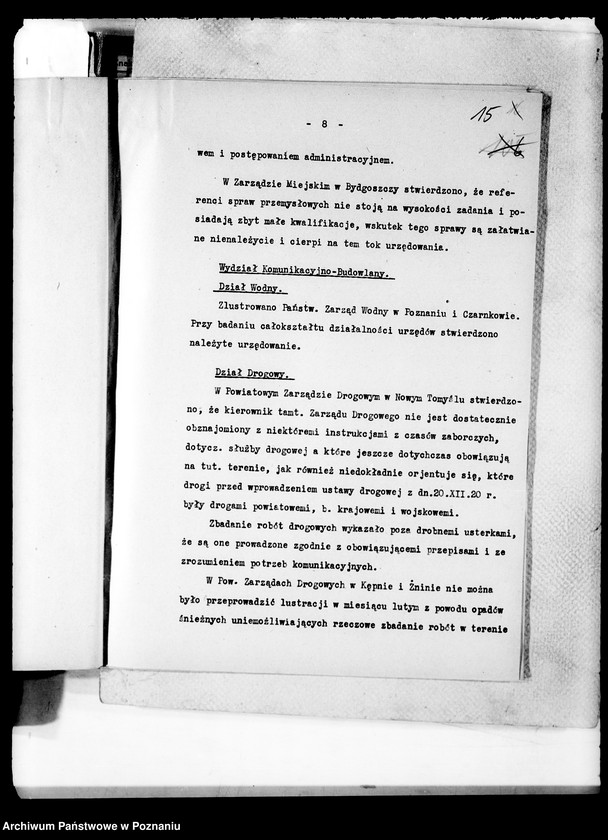 - 8 -
15 X
wem i postępowaniem administracyjnem.
W Zarządzie Miejskim w Bydgoszczy stwierdzono, że refe-
renci spraw przemysłowych nie stoją na wysokości zadania i po-
siadają zbyt małe kwalifikacje, wskutek tego sprawy są załatwia-
ne nienależycie i cierpi na tem tok urzędowania.
Wydział Komunikacyjno-Budowlany.
Dział Wodny.
Zlustrowano Państw. Zarząd Wodny w Poznaniu i Czarnkowie.
Przy badaniu całokształtu działalności urzędów stwierdzono
należyte urzędowanie.
Dział Drogowy.
W Powiatowym Zarządzie Drogowym w Nowym Tomyślu stwierdzo-
no, że kierownik tamt. Zarządu Drogowego nie jest dostatecznie
obznajomiony z niektóremi instrukcjami z czasów zaborczych,
dotycz. służby drogowej a które jeszcze dotychczas obowiązują
na tut. terenie, jak również niedokładnie orjentuje się, które
drogi przed wprowadzeniem ustawy drogowej z dn.20.XII.20 r.
były drogami powiatowemi, b. krajowemi i wojskowemi.
Zbadanie robót drogowych wykazało poza drobnemi usterkami,
że są one prowadzone zgodnie z obowiązującemi przepisami i ze
zrozumieniem potrzeb komunikacyjnych.
W Pow. Zarządach Drogowych w Kępnie i Żninie nie można
było przeprowadzić lustracji w miesiącu lutym z powodu opadów
śnieżnych uniemożliwiających rzeczowe zbadanie robót w terenie
Archiwum Państwowe w Poznaniu